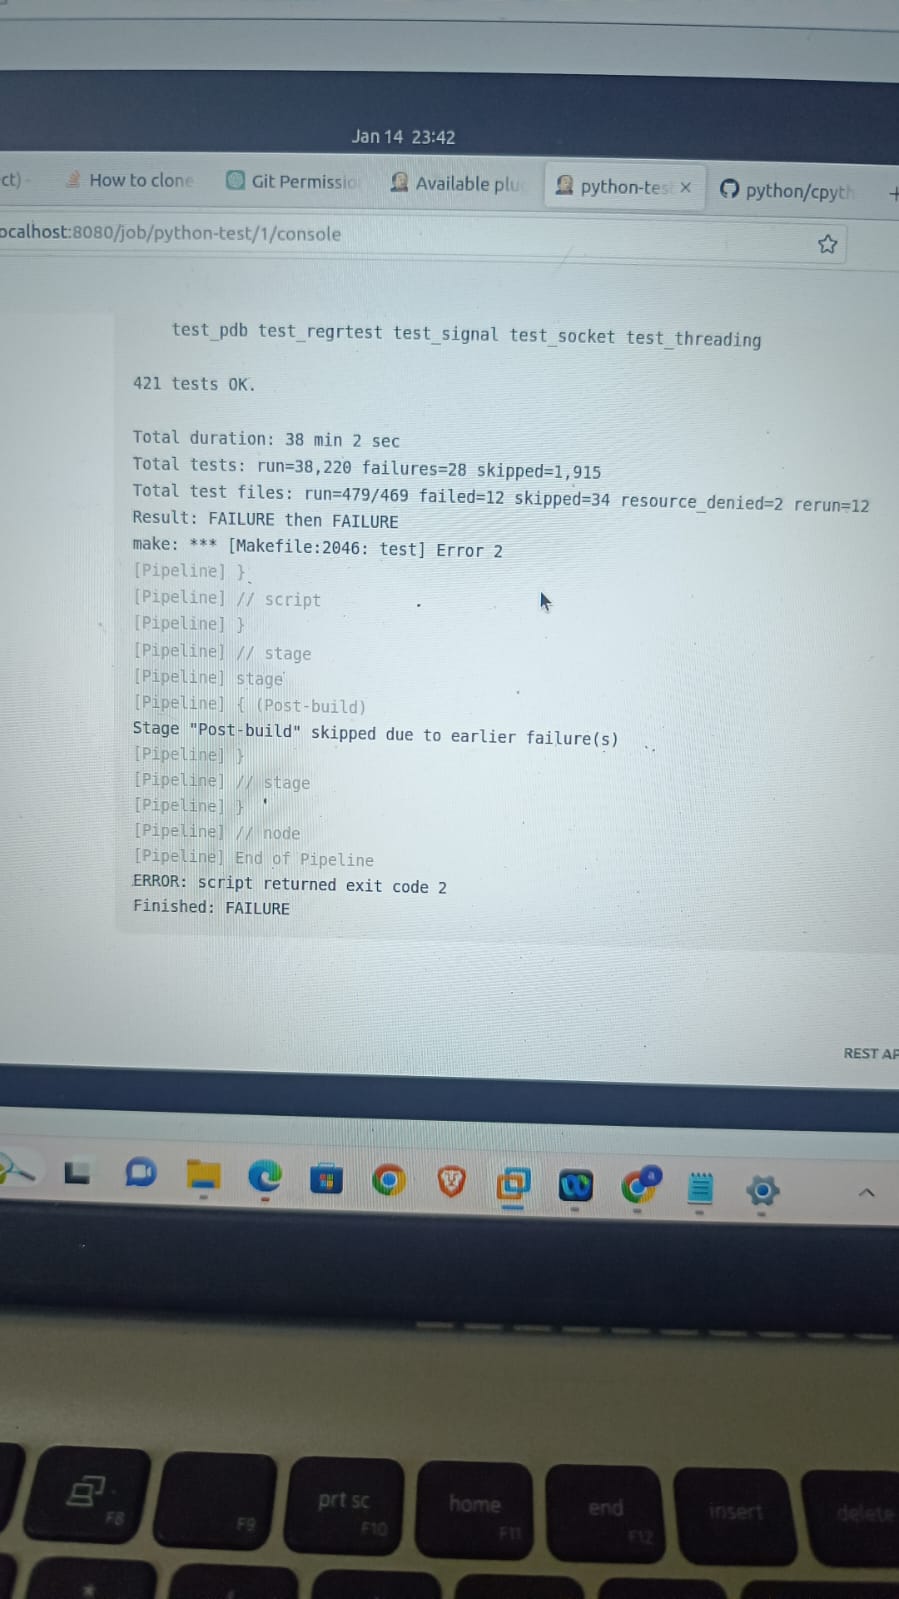 Jan 14 23:42
ct)
How to clone
Git Permissio
Available plu
python-tes
python/cpyth
ocalhost:8080/job/python-test/1/console
test_pdb test_regrtest test_signal test_socket test_threading
421 tests OK.
Total duration: 38 min 2 sec
Total tests: run=38,220 failures=28 skipped=1,915
Total test files: run=479/469 failed=12 skipped=34 resource_denied=2 rerun=12
Result: FAILURE then FAILURE
make: *** [Makefile:2046: test] Error 2
[Pipeline] }
[Pipeline] // script
[Pipeline] }
[Pipeline] // stage
[Pipeline] stage
[Pipeline] { (Post-build)
Stage "Post-build" skipped due to earlier failure(s)
[Pipeline] }
[Pipeline] // stage
[Pipeline] }
[Pipeline] // node
[Pipeline] End of Pipeline
ERROR: script returned exit code 2
Finished: FAILURE
REST AP
F8
F9
prt sc
F10
home
F11
end
F12
insert
delete